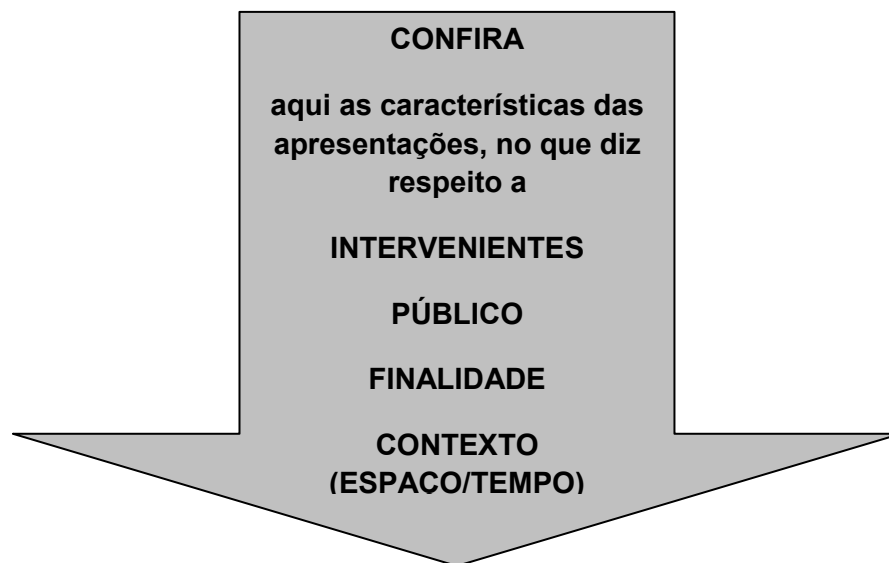 CONFIRA
aqui as características das
apresentações, no que diz
respeito a
INTERVENIENTES
PÚBLICO
FINALIDADE
CONTEXTO
(ESPAÇO/TEMPO)